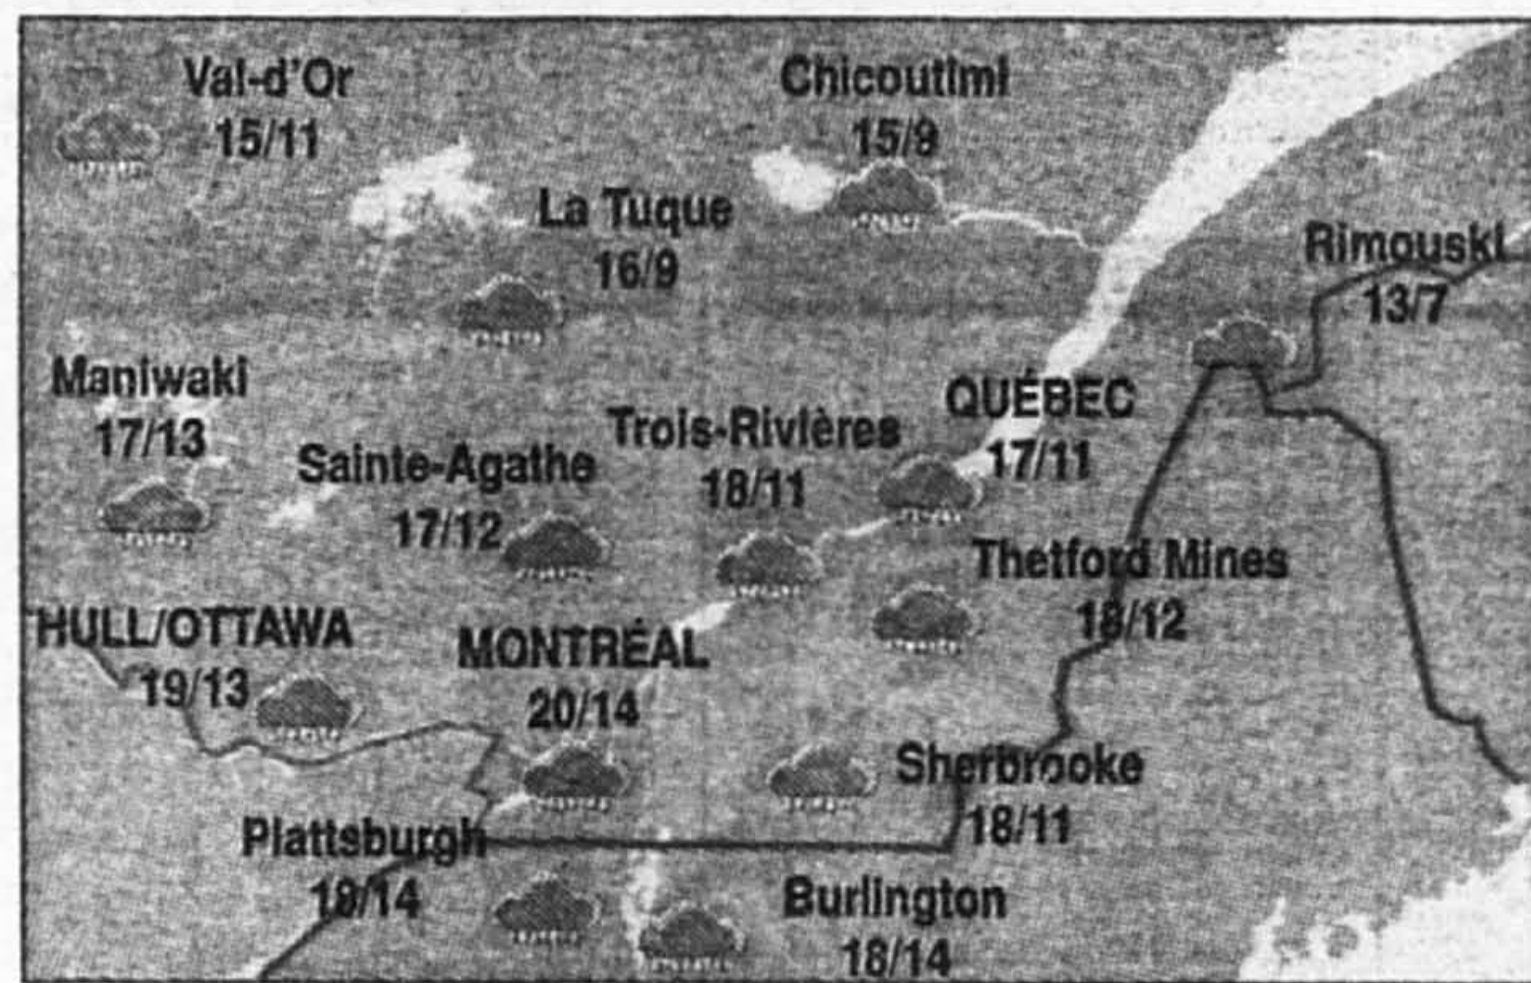 Val-d'Or
15/11
Chicoutimi
15/9
La Tuque
16/9
Rimouski
13/7
Maniwaki
17/13
Sainte-Agathe
17/12
Trois-Rivières
18/11
QUÉBEC
17/11
Thetford Mines
18/12
HULL/OTTAWA
19/13
MONTRÉAL
20/14
Sherbrooke
18/11
Plattsburgh
Burlington
18/14